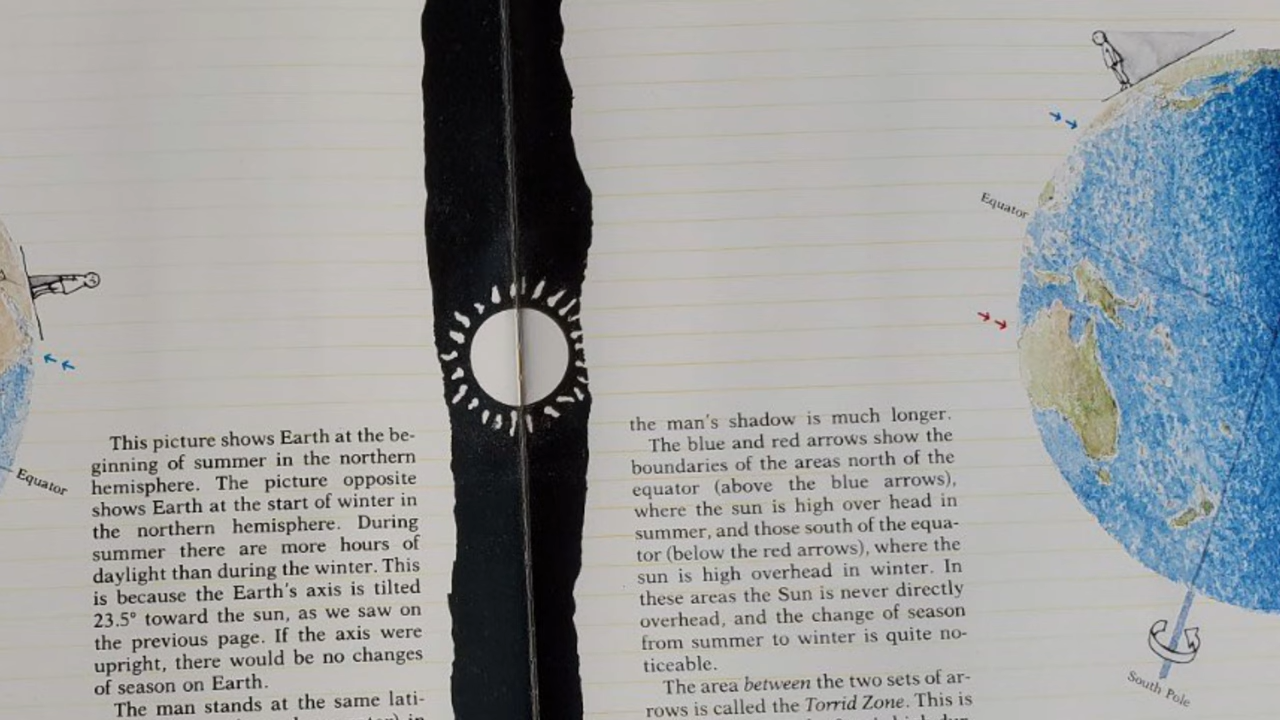 This picture shows Earth at the be-
ginning of summer in the northern
hemisphere. The picture opposite
shows Earth at the start of winter in
the northern hemisphere. During
summer there are more hours of
daylight than during the winter. This
is because the Earth's axis is tilted
23.5° toward the sun, as we saw on
the previous page. If the axis were
upright, there would be no changes
of season on Earth.
The man stands at the same lati-
Equator
the man's shadow is much longer.
The blue and red arrows show the
boundaries of the areas north of the
equator (above the blue arrows),
where the sun is high over head in
summer, and those south of the equa-
tor (below the red arrows), where the
sun is high overhead in winter. In
these areas the Sun is never directly
overhead, and the change of season
from summer to winter is quite no-
ticeable.
The area between the two sets of ar-
rows is called the Torrid Zone. This is
Equator
South Pole